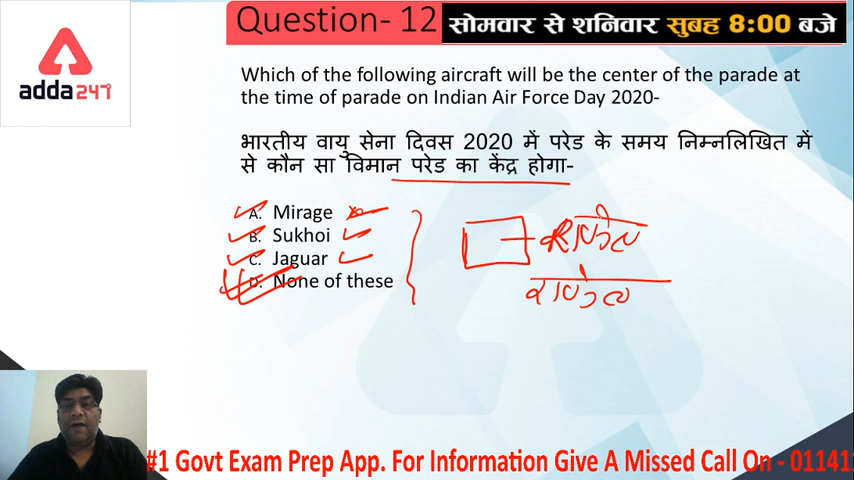 Question- 12
सोमवार से शनिवार सुबह 8:00 बजे
adda247
Which of the following aircraft will be the center of the parade at
the time of parade on Indian Air Force Day 2020-
भारतीय वायु सेना दिवस 2020 में परेड के समय निम्नलिखित में
से कौन सा विमान परेड का केंद्र होगा-
A. Mirage
B. Sukhoi
C. Jaguar
D. None of these
राफेल
राफेल
#1 Govt Exam Prep App. For Information Give A Missed Call On - 01141